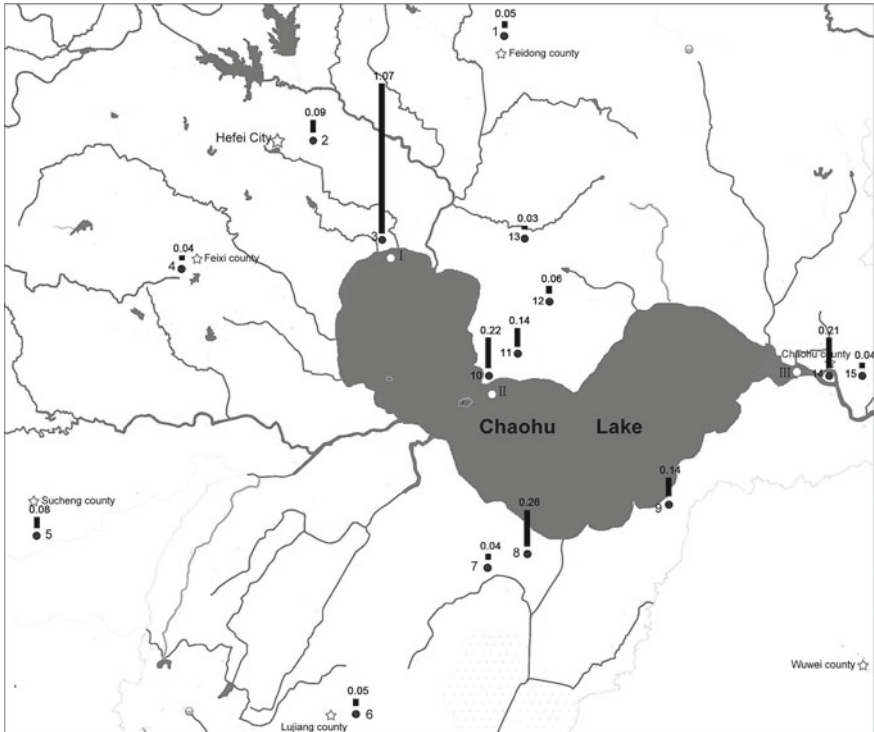 0.05
1
Feidong county
1.07
0.09
Hefei City
2
0.03
3
13
I
0.04
Feixi county
4
0.06
12
0.22
0.14
11
0.21
Chaohu county
0.04
10
III
14
15
II
Chaohu Lake
0.14
9
Sucheng county
0.08
5
0.26
0.04
8
7
Wuwei county
0.05
6
Lujiang county